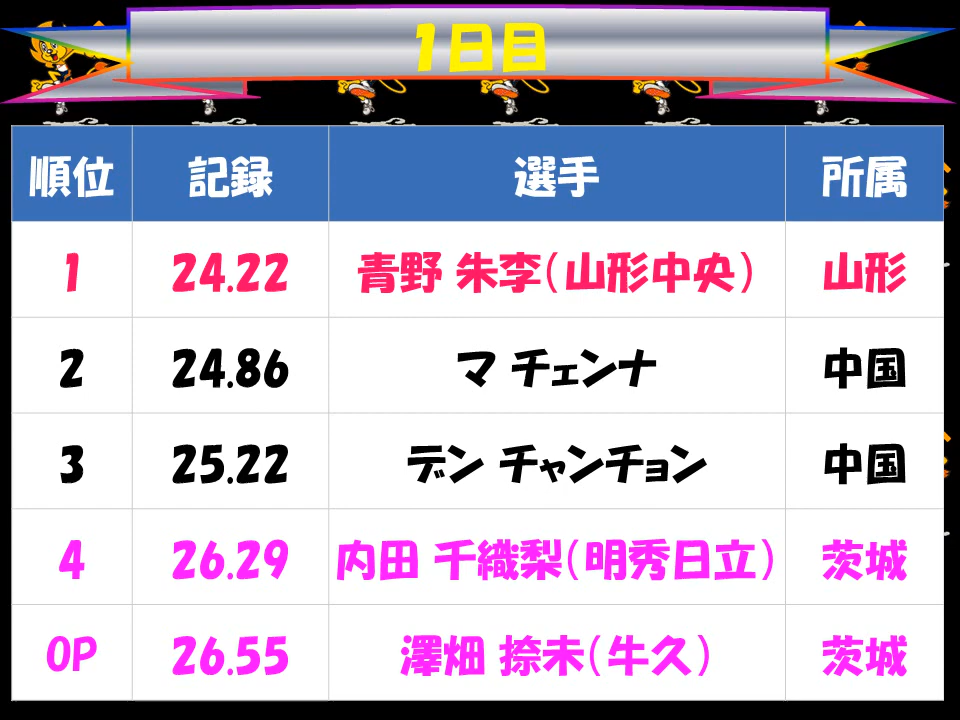 1日目
順位 記録 選手 所属
1 24.22 青野 朱李(山形中央) 山形
2 24.86 マ チェンナ 中国
3 25.22 デン チャンチョン 中国
4 26.29 内田 千織梨(明秀日立) 茨城
OP 26.55 澤畑 捺未(牛久) 茨城